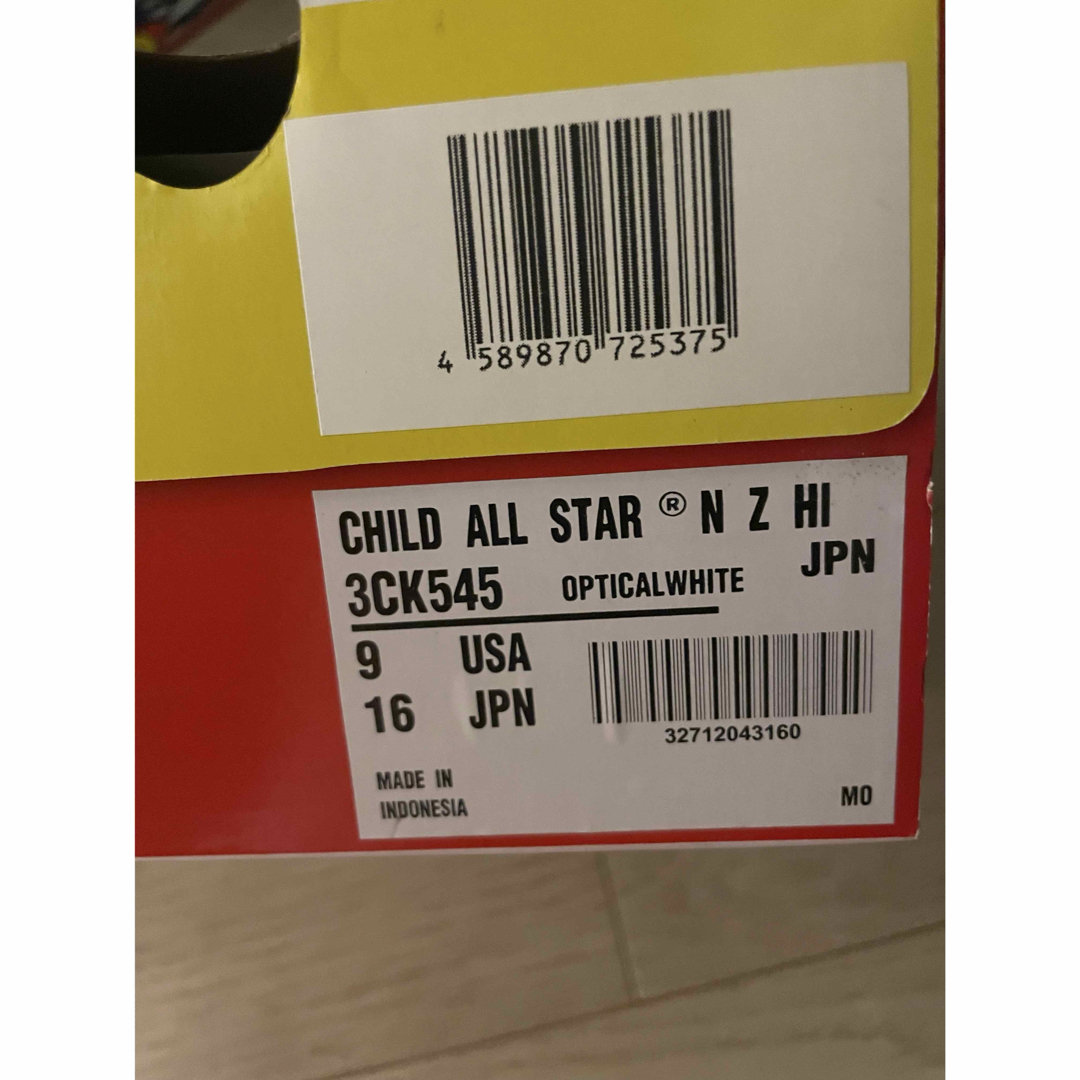 4 589870 725375
CHILD ALL STAR ® N Z HI
JPN
3CK545 OPTICALWHITE
9 USA
16 JPN
32712043160
MADE IN
INDONESIA
MO